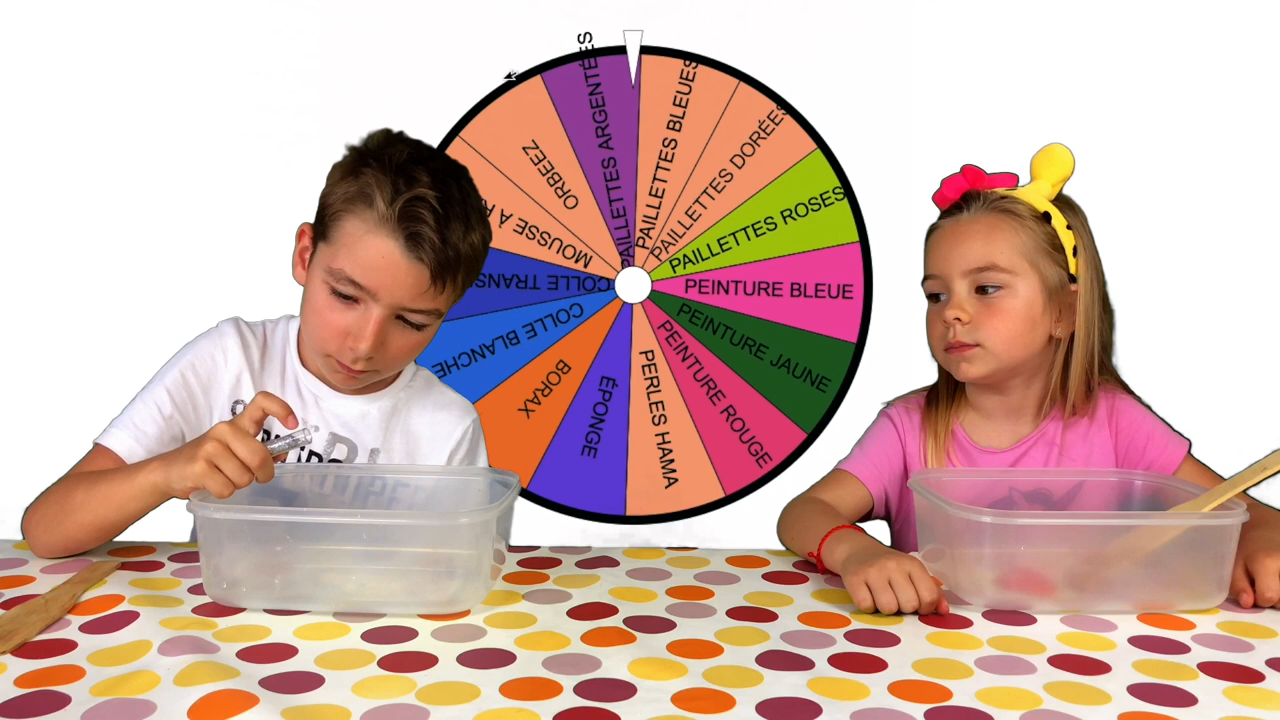 PAILLETTES ARGENTÉES
PAILLETTES BLEUES
PAILLETTES DORÉES
PAILLETTES ROSES
PEINTURE BLEUE
PEINTURE JAUNE
PEINTURE ROUGE
PERLES HAMA
ÉPONGE
BORAX
COLLE BLANCHE
COLLE
MOUSSE À
ORBEEZ